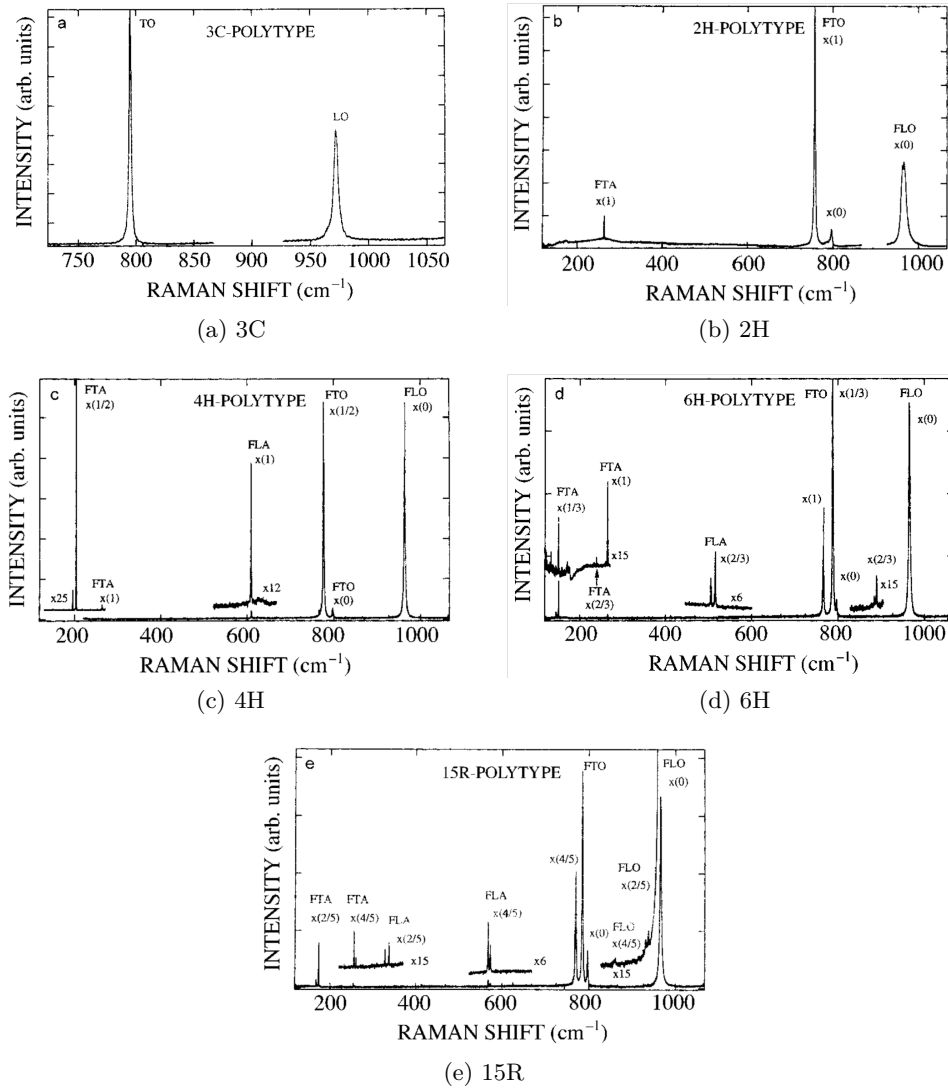 a
3C-POLYTYPE
TO
LO
INTENSITY (arb. units)
750 800 850 900 950 1000 1050
RAMAN SHIFT (cm⁻¹)
(a) 3C
b
2H-POLYTYPE
FTO
x(1)
FLO
x(0)
FTA
x(1)
x(0)
INTENSITY (arb. units)
200 400 600 800 1000
RAMAN SHIFT (cm⁻¹)
(b) 2H
c
4H-POLYTYPE
FTA
x(1/2)
FTO
x(1/2)
FLO
x(0)
FLA
x(1)
x25
FTA
x(1)
x12
FTO
x(0)
INTENSITY (arb. units)
200 400 600 800 1000
RAMAN SHIFT (cm⁻¹)
(c) 4H
d
6H-POLYTYPE
FTO
x(1/3)
FLO
x(0)
FTA
x(1/3)
FTA
x(1)
x(1)
x15
FLA
x(2/3)
x(2/3)
x15
FTA
x(2/3)
x6
x(0)
INTENSITY (arb. units)
200 400 600 800 1000
RAMAN SHIFT (cm⁻¹)
(d) 6H
e
15R-POLYTYPE
FTO
FLO
x(0)
x(4/5)
FTA
x(2/5)
FTA
x(4/5)
FLA
x(2/5)
x15
FLA
x(4/5)
x6
x(0)
FLO
x(2/5)
FLO
x(4/5)
x15
INTENSITY (arb. units)
200 400 600 800 1000
RAMAN SHIFT (cm⁻¹)
(e) 15R